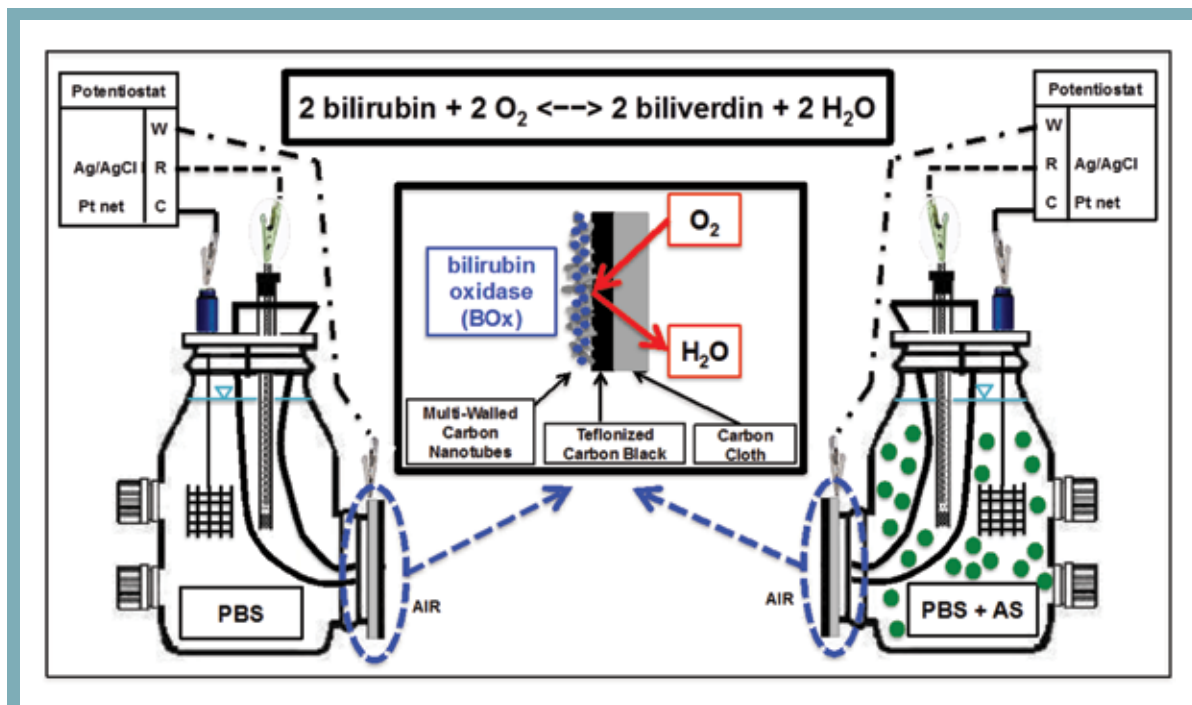 2 bilirubin + 2 O₂ <--> 2 biliverdin + 2 H₂O
Potentiostat
W
Ag/AgCl R
Pt net C
Potentiostat
W
R Ag/AgCl
C Pt net
bilirubin
oxidase
(BOx)
O₂
H₂O
Multi-Walled
Carbon
Nanotubes
Teflonized
Carbon Black
Carbon
Cloth
PBS
AIR
AIR
PBS + AS